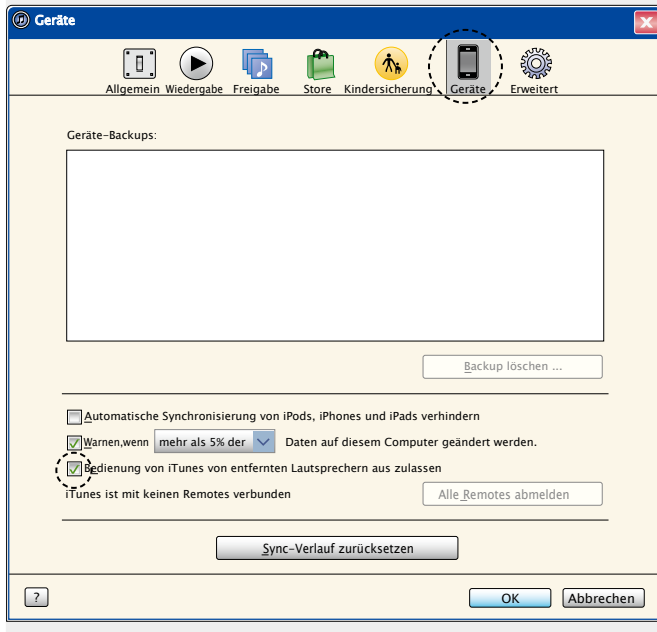 Geräte
Allgemein Wiedergabe Freigabe Store Kindersicherung Geräte Erweitert
Geräte-Backups:
Backup löschen ...
Automatische Synchronisierung von iPods, iPhones und iPads verhindern
Warnen,wenn mehr als 5% der Daten auf diesem Computer geändert werden.
Bedienung von iTunes von entfernten Lautsprechern aus zulassen
iTunes ist mit keinen Remotes verbunden Alle Remotes abmelden
Sync-Verlauf zurücksetzen
? OK Abbrechen